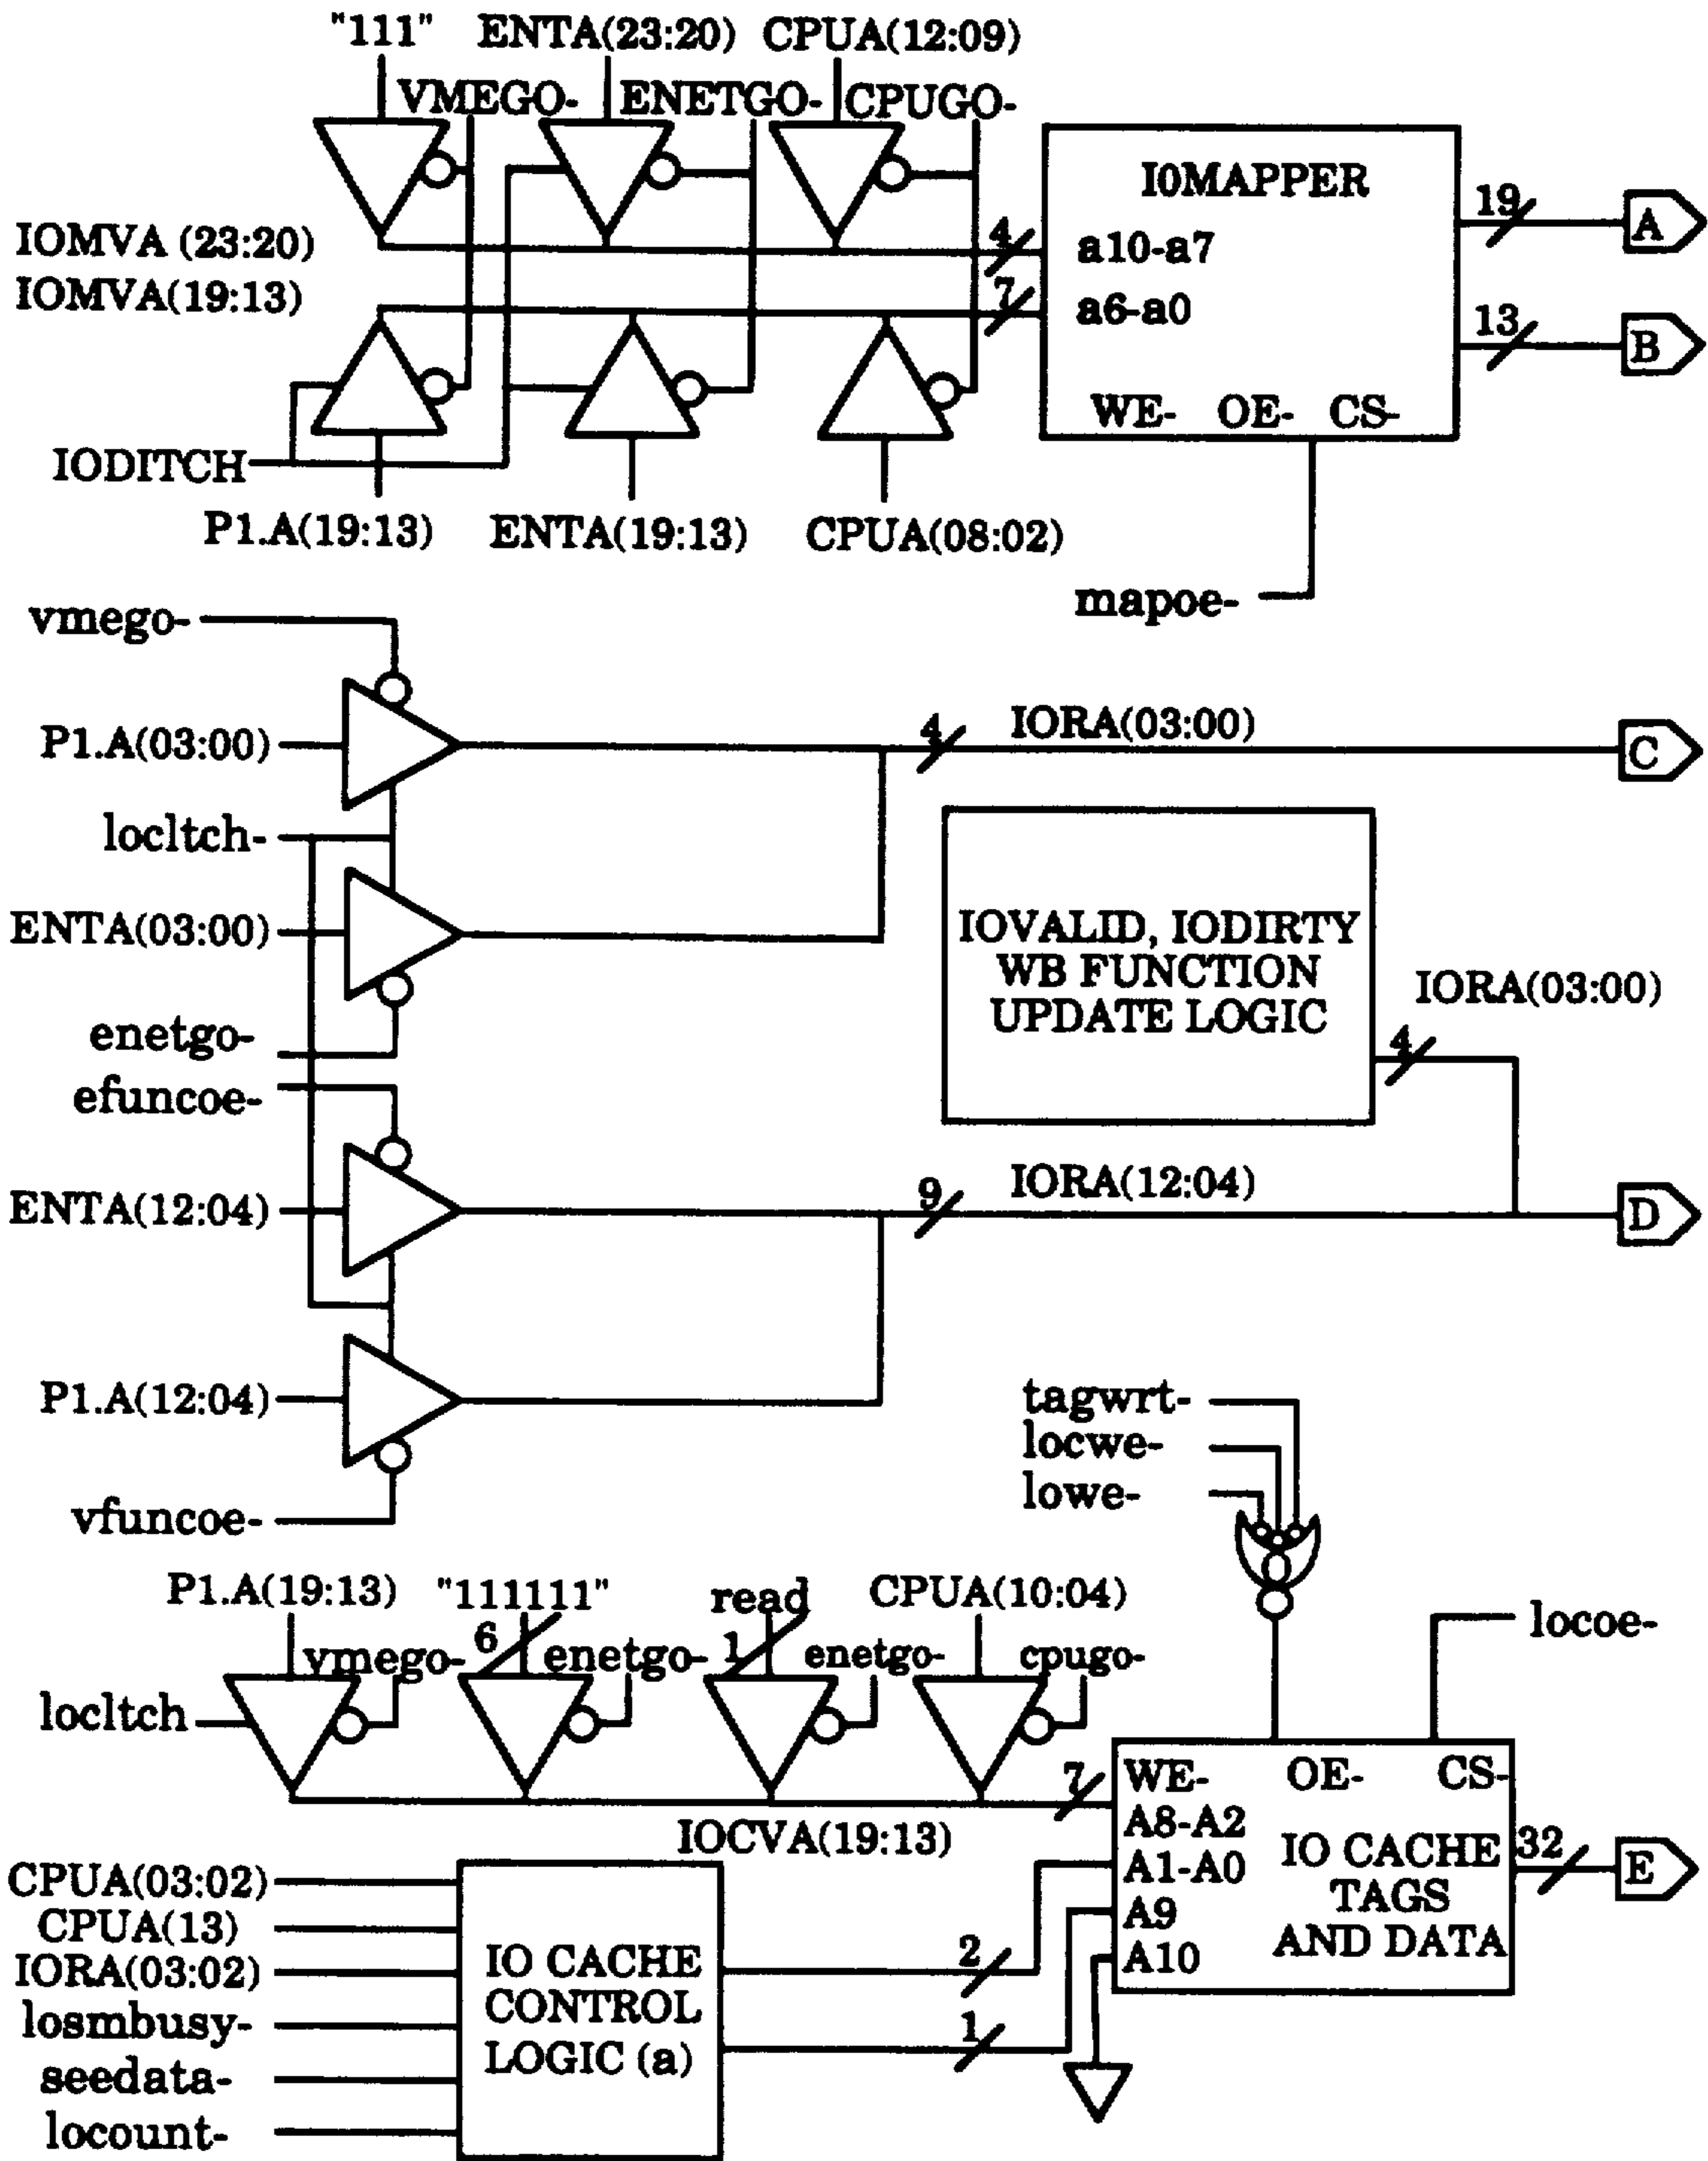 "111" ENTA(23:20) CPUA(12:09)
VMEGO- ENETGO- CPUGO-
I0MAPPER
19
A
IOMVA (23:20)
4
a10-a7
IOMVA(19:13)
7
a6-a0
13
B
WE- OE- CS-
IODITCH
P1.A(19:13) ENTA(19:13) CPUA(08:02)
mapoe-
vmego-
P1.A(03:00)
4
IORA(03:00)
C
locltch-
ENTA(03:00)
IOVALID, IODIRTY
WB FUNCTION
UPDATE LOGIC
IORA(03:00)
4
enetgo-
efuncoe-
ENTA(12:04)
9
IORA(12:04)
D
P1.A(12:04)
tagwrt-
locwe-
lowe-
vfuncoe-
P1.A(19:13) "111111" read CPUA(10:04)
6
1
locoe-
vmego- enetgo- enetgo- cpugo-
locltch
7
WE- OE- CS-
A8-A2
IOCVA(19:13)
A1-A0
A9
A10
IO CACHE
TAGS
AND DATA
32
E
CPUA(03:02)
CPUA(13)
IORA(03:02)
losmbusy-
seedata-
locount-
IO CACHE
CONTROL
LOGIC (a)
2
1